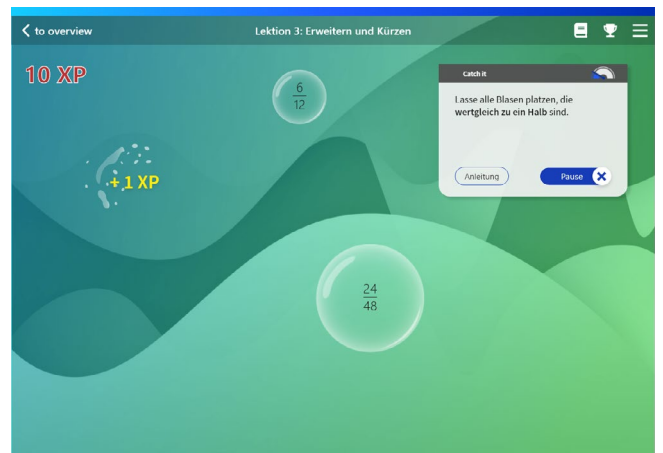 to overview
Lektion 3: Erweitern und Kürzen
10 XP
6
12
Catch it
Lasse alle Blasen platzen, die
wertgleich zu ein Halb sind.
Anleitung
Pause
+ 1 XP
24
48